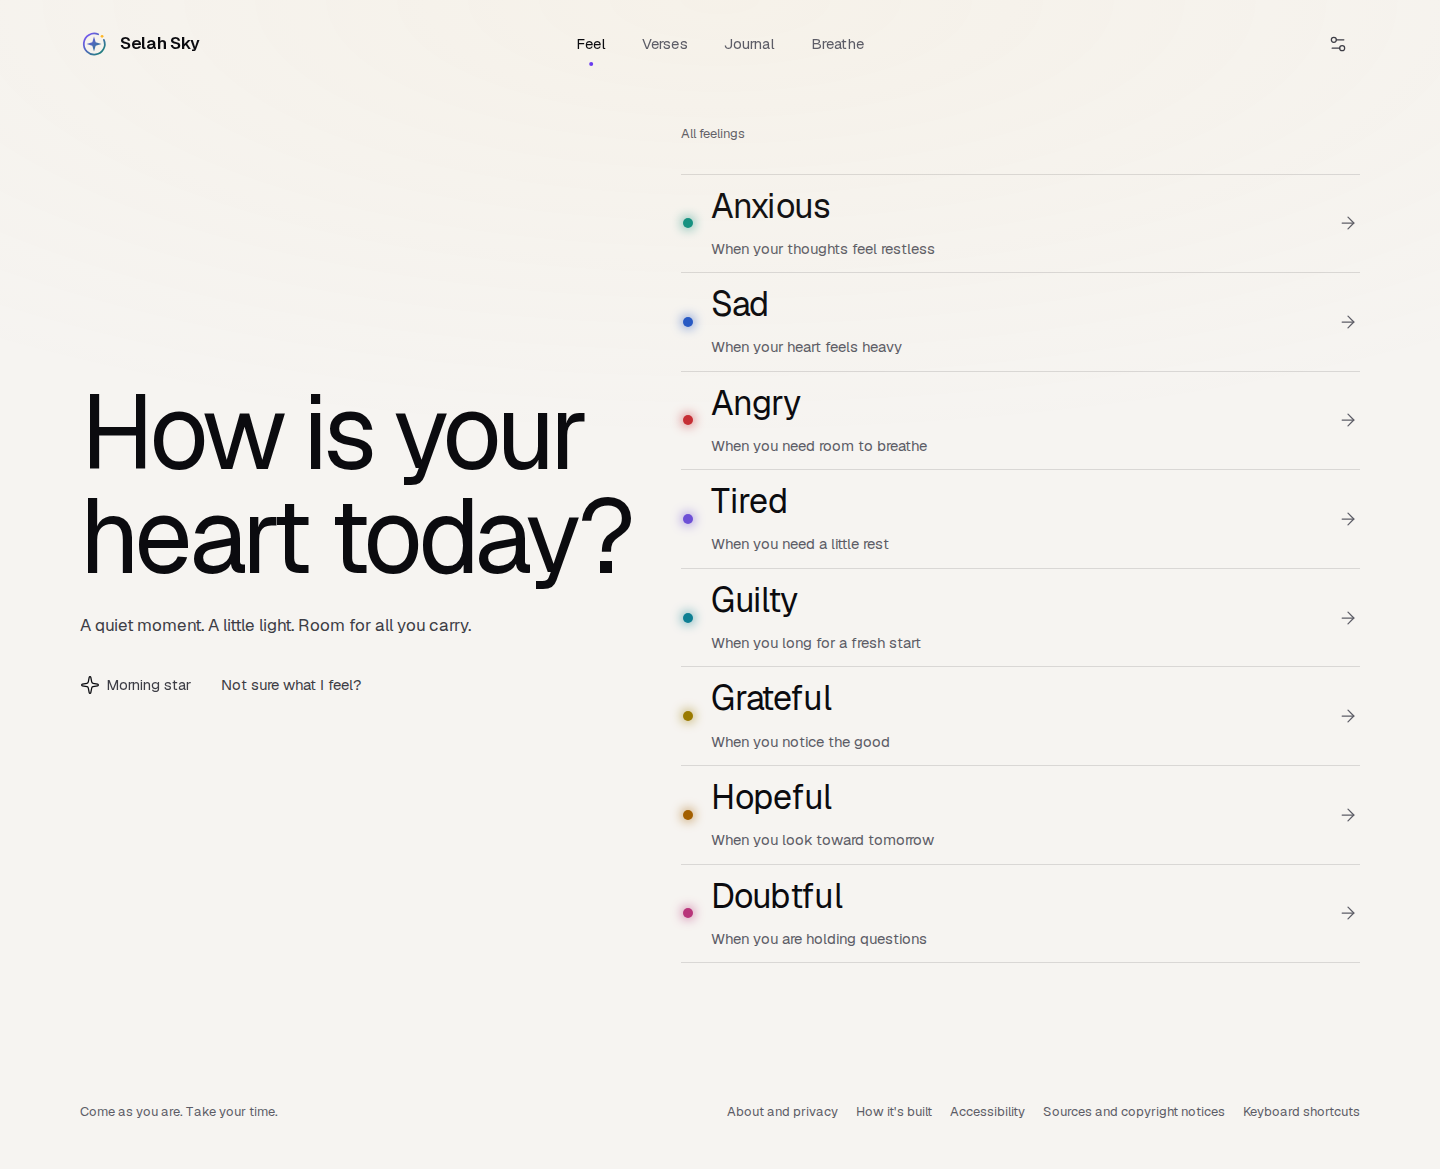 Selah Sky
Feel
Verses
Journal
Breathe
All feelings
How is your
heart today?
A quiet moment. A little light. Room for all you carry.
Morning star
Not sure what I feel?
Anxious
When your thoughts feel restless
Sad
When your heart feels heavy
Angry
When you need room to breathe
Tired
When you need a little rest
Guilty
When you long for a fresh start
Grateful
When you notice the good
Hopeful
When you look toward tomorrow
Doubtful
When you are holding questions
Come as you are. Take your time.
About and privacy
How it's built
Accessibility
Sources and copyright notices
Keyboard shortcuts